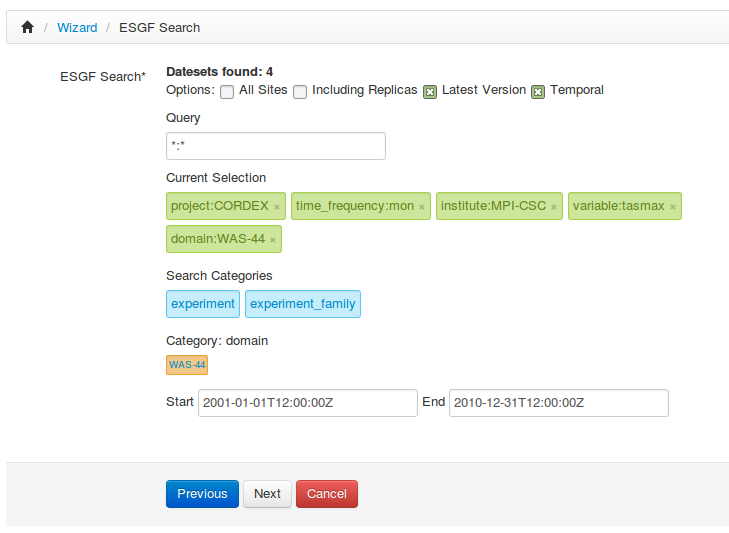 / Wizard / ESGF Search
ESGF Search*
Datesets found: 4
Options: All Sites Including Replicas Latest Version Temporal
Query
*:*
Current Selection
project:CORDEX × time_frequency:mon × institute:MPI-CSC × variable:tasmax ×
domain:WAS-44 ×
Search Categories
experiment experiment_family
Category: domain
WAS-44
Start 2001-01-01T12:00:00Z End 2010-12-31T12:00:00Z
Previous Next Cancel